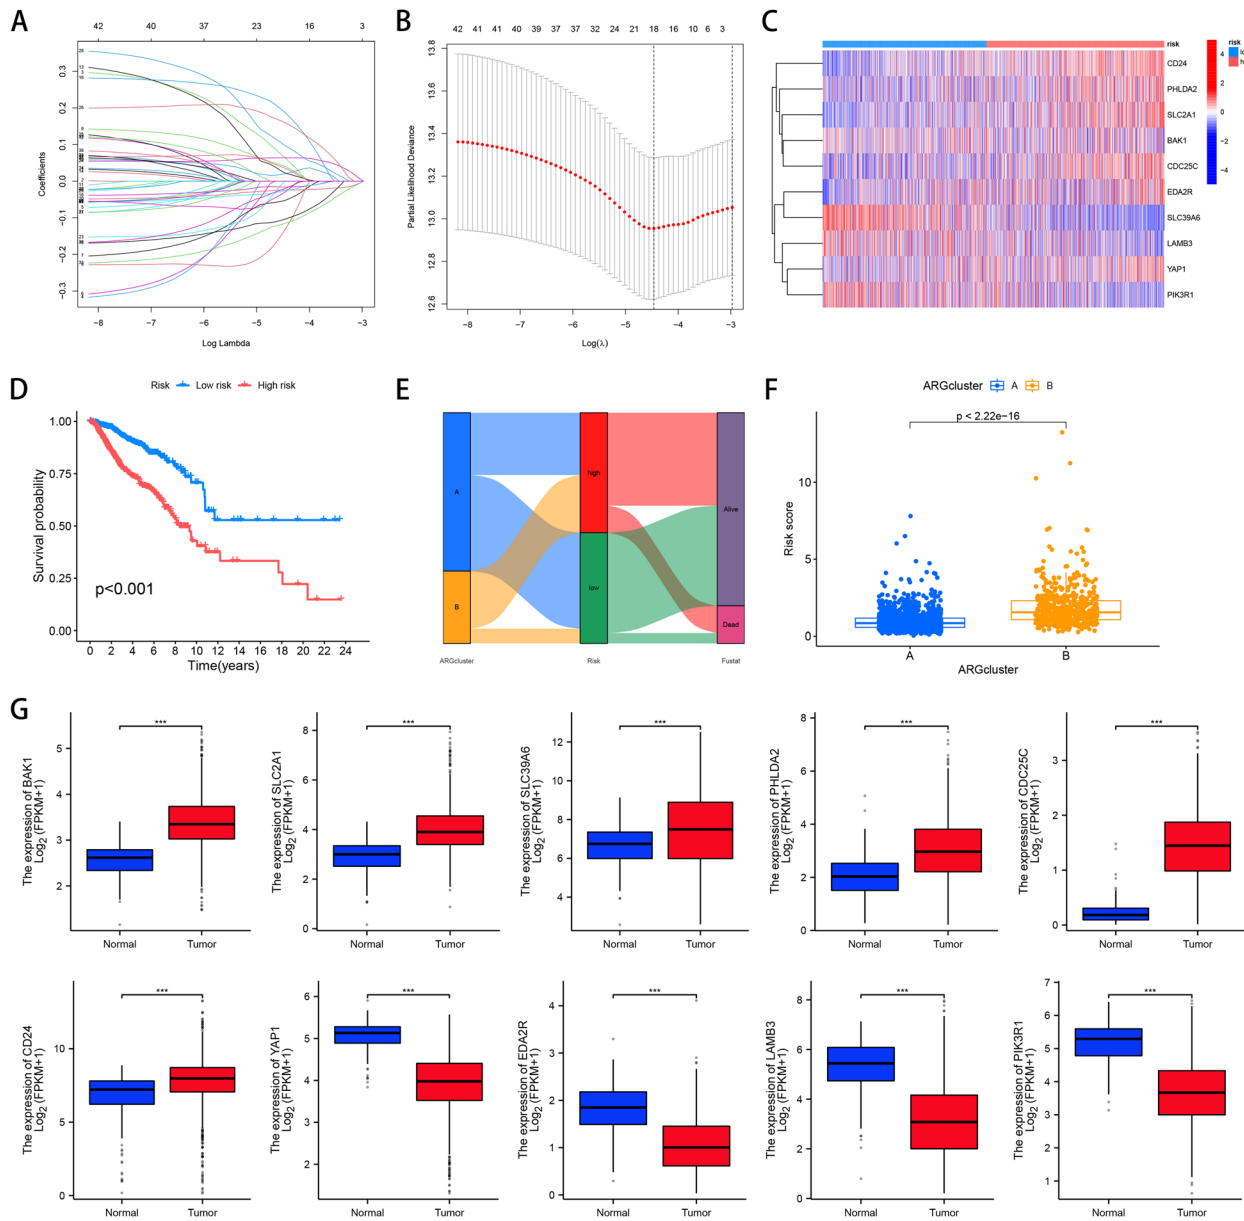 A
42 40 37 23 16 3
Coefficients
0.3
0.2
0.1
0.0
−0.1
−0.2
−0.3
−8 −7 −6 −5 −4 −3
Log Lambda
B
42 41 41 40 39 37 37 32 21 18 16 10 6 3
Partial Likelihood Deviance
13.8
13.6
13.4
13.2
13.0
12.8
12.6
−8 −7 −6 −5 −4 −3
Log(λ)
C
risk
CD24
PHLDA2
SLC2A1
BAK1
CDC25C
EDA2R
SLC39A6
LAMB3
YAP1
PIK3R1
4
2
0
−2
−4
risk
D
Risk Low risk High risk
Survival probability
1.00
0.75
0.50
0.25
0.00
p<0.001
0 2 4 6 8 10 12 14 16 18 20 22 24
Time(years)
E
A
B
high
low
Alive
Dead
ARGcluster Risk Fustat
F
ARGcluster A B
p < 2.22e−16
Risk score
10
5
0
A B
ARGcluster
G
The expression of BAK1
Log2 (FPKM+1)
5
4
3
2
***
Normal Tumor
The expression of SLC2A1
Log2 (FPKM+1)
8
6
4
2
0
***
Normal Tumor
The expression of SLC39A6
Log2 (FPKM+1)
12
10
8
6
4
***
Normal Tumor
The expression of PHLDA2
Log2 (FPKM+1)
8
6
4
2
0
***
Normal Tumor
The expression of CDC25C
Log2 (FPKM+1)
3
2
1
0
***
Normal Tumor
The expression of CD24
Log2 (FPKM+1)
10
5
0
***
Normal Tumor
The expression of YAP1
Log2 (FPKM+1)
6
5
4
3
2
***
Normal Tumor
The expression of EDA2R
Log2 (FPKM+1)
4
3
2
1
0
***
Normal Tumor
The expression of LAMB3
Log2 (FPKM+1)
8
6
4
2
0
***
Normal Tumor
The expression of PIK3R1
Log2 (FPKM+1)
6
5
4
3
2
1
***
Normal Tumor